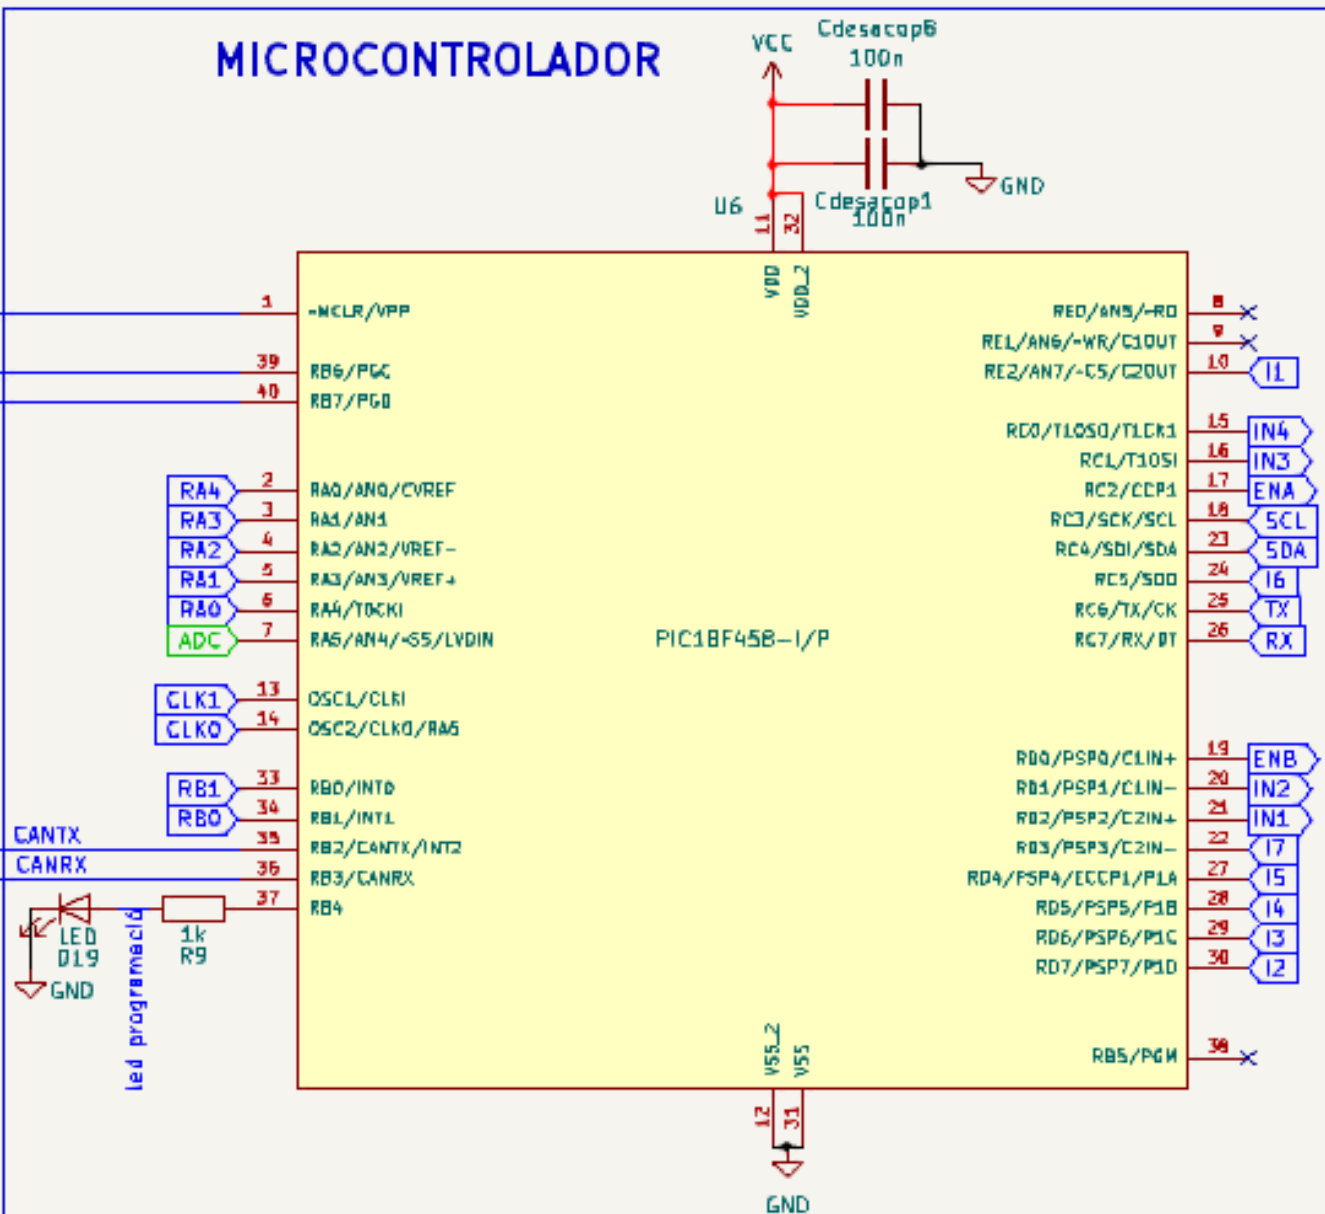 MICROCONTROLADOR
VCC
Cdesacop6
100n
GND
Cdesacop1
100n
U6
11
32
VDD
VDD_2
1
~MCLR/VPP
39
RB6/PGC
40
RB7/PGD
RA4
2
RA0/AN0/CVREF
RA3
3
RA1/AN1
RA2
4
RA2/AN2/VREF-
RA1
5
RA3/AN3/VREF+
RA0
6
RA4/T0CKI
ADC
7
RA5/AN4/~SS/LVDIN
CLK1
13
OSC1/CLKI
CLK0
14
OSC2/CLKO/RA6
RB1
33
RB0/INT0
RB0
34
RB1/INT1
CANTX
35
RB2/CANTX/INT2
CANRX
36
RB3/CANRX
37
RB4
LED
D19
1k
R9
GND
led programació
PIC18F458-I/P
RE0/AN5/~RD
8
RE1/AN6/~WR/C1OUT
9
RE2/AN7/~CS/C2OUT
10
I1
RC0/T1OSO/T1CK1
15
IN4
RC1/T1OSI
16
IN3
RC2/CCP1
17
ENA
RC3/SCK/SCL
18
SCL
RC4/SDI/SDA
23
SDA
RC5/SDO
24
I6
RC6/TX/CK
25
TX
RC7/RX/DT
26
RX
RD0/PSP0/C1IN+
19
ENB
RD1/PSP1/C1IN-
20
IN2
RD2/PSP2/C2IN+
21
IN1
RD3/PSP3/C2IN-
22
I7
RD4/PSP4/ECCP1/P1A
27
I5
RD5/PSP5/P1B
28
I4
RD6/PSP6/P1C
29
I3
RD7/PSP7/P1D
30
I2
RB5/PGM
38
VSS_2
VSS
12
31
GND